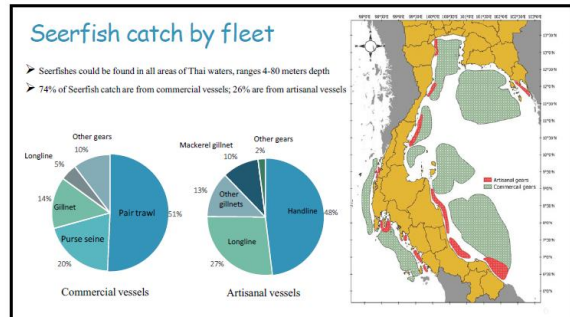 Seerfish catch by fleet
➤ Seerfishes could be found in all areas of Thai waters, ranges 4-80 meters depth
➤ 74% of Seerfish catch are from commercial vessels; 26% are from artisanal vessels
Other gears
10%
Longline
5%
Gillnet
14%
Pair trawl
51%
Purse seine
20%
Commercial vessels
Other gears
2%
Mackerel gillnet
10%
Other
gillnets
13%
Handline
48%
Longline
27%
Artisanal vessels
Artisanal gears
Commercial gears